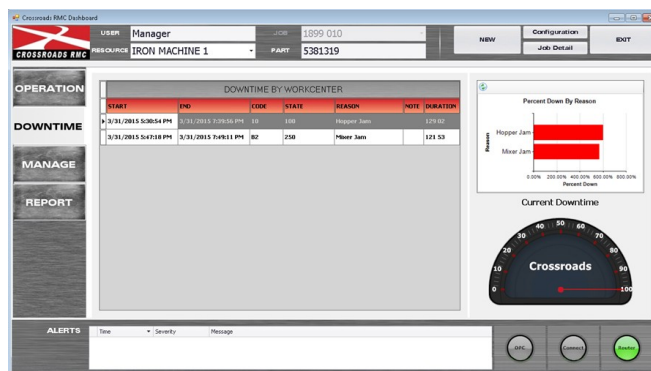 Crossroads RMC Dashboard
USER Manager JOB 1899 010 NEW Configuration EXIT
CROSSROADS RMC RESOURCE IRON MACHINE 1 PART 5381319 Job Detail
OPERATION
DOWNTIME
MANAGE
REPORT
DOWNTIME BY WORKCENTER
START END CODE STATE REASON NOTE DURATION
3/31/2015 5:30:54 PM 3/31/2015 7:39:56 PM 10 100 Hopper Jam 129.02
3/31/2015 5:47:18 PM 3/31/2015 7:49:11 PM 82 250 Mixer Jam 121.53
Percent Down By Reason
Reason
Hopper Jam
Mixer Jam
0.00% 200.00% 400.00% 600.00% 800.00%
Percent Down
Current Downtime
0 10 20 30 40 50 60 70 80 90 100
Crossroads
ALERTS Time Severity Message
OPC Connect Router